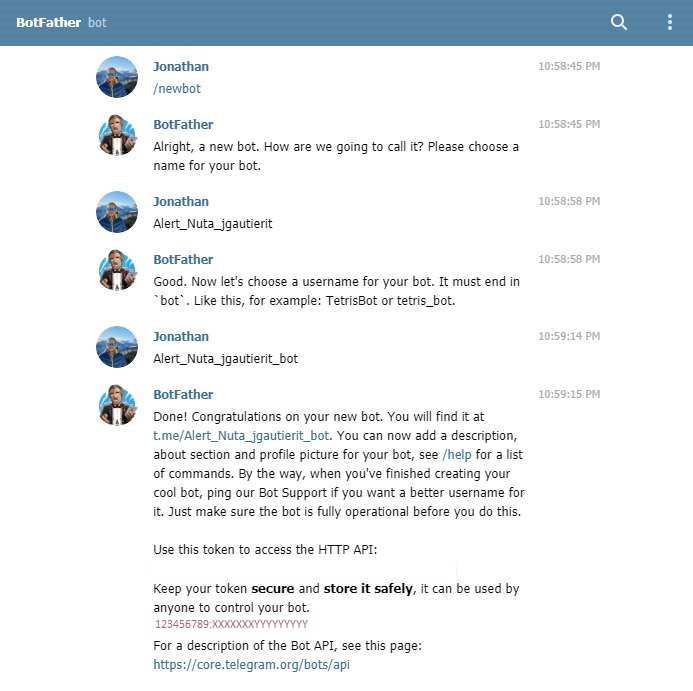 BotFather bot
Jonathan 10:58:45 PM
/newbot
BotFather 10:58:45 PM
Alright, a new bot. How are we going to call it? Please choose a
name for your bot.
Jonathan 10:58:58 PM
Alert_Nuta_jgautierit
BotFather 10:58:58 PM
Good. Now let's choose a username for your bot. It must end in
`bot`. Like this, for example: TetrisBot or tetris_bot.
Jonathan 10:59:14 PM
Alert_Nuta_jgautierit_bot
BotFather 10:59:15 PM
Done! Congratulations on your new bot. You will find it at
t.me/Alert_Nuta_jgautierit_bot. You can now add a description,
about section and profile picture for your bot, see /help for a list
of commands. By the way, when you've finished creating your
cool bot, ping our Bot Support if you want a better username for
it. Just make sure the bot is fully operational before you do this.
Use this token to access the HTTP API:
Keep your token secure and store it safely, it can be used by
anyone to control your bot.
123456789:XXXXXXXYYYYYYYYY
For a description of the Bot API, see this page:
https://core.telegram.org/bots/api